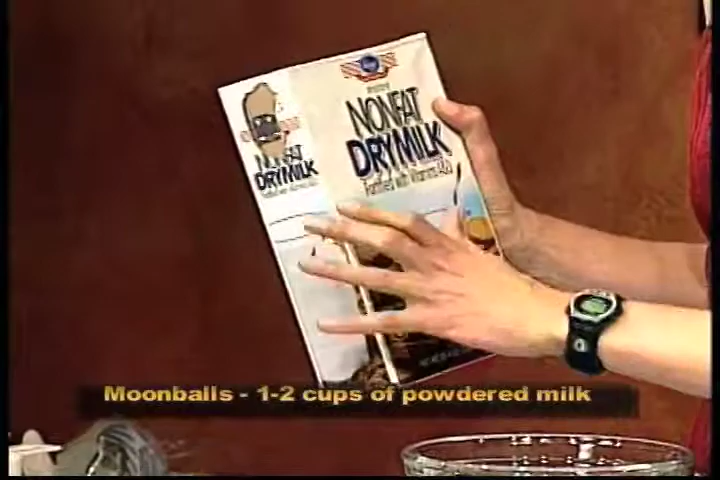 NONFAT
DRYMILK
Fortified with Vitamins A&D
NONFAT
DRYMILK
Moonballs - 1-2 cups of powdered milk